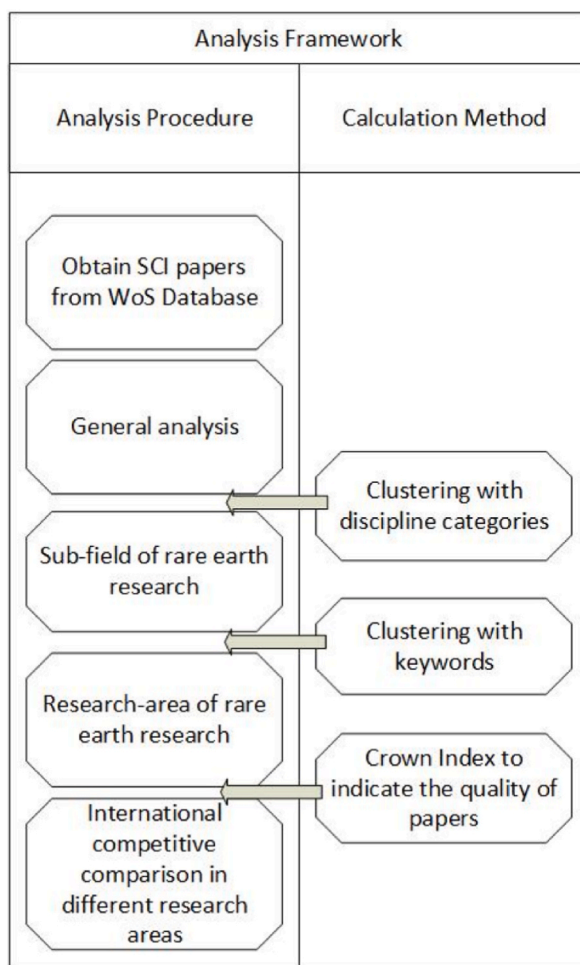 Analysis Framework
Analysis Procedure
Calculation Method
Obtain SCI papers
from WoS Database
General analysis
Clustering with
discipline categories
Sub-field of rare earth
research
Clustering with
keywords
Research-area of rare
earth research
Crown Index to
indicate the quality of
papers
International
competitive
comparison in
different research
areas